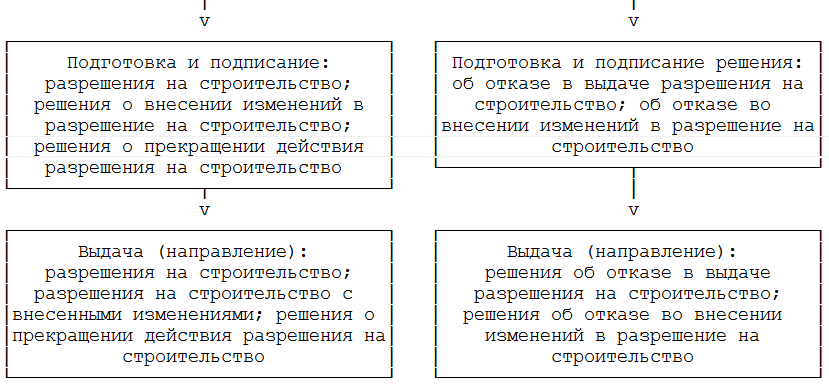 v
Подготовка и подписание:
разрешения на строительство;
решения о внесении изменений в
разрешение на строительство;
решения о прекращении действия
разрешения на строительство
v
Подготовка и подписание решения:
об отказе в выдаче разрешения на
строительство; об отказе во
внесении изменений в разрешение на
строительство
v
Выдача (направление):
разрешения на строительство;
разрешения на строительство с
внесенными изменениями; решения о
прекращении действия разрешения на
строительство
v
Выдача (направление):
решения об отказе в выдаче
разрешения на строительство;
решения об отказе во внесении
изменений в разрешение на
строительство